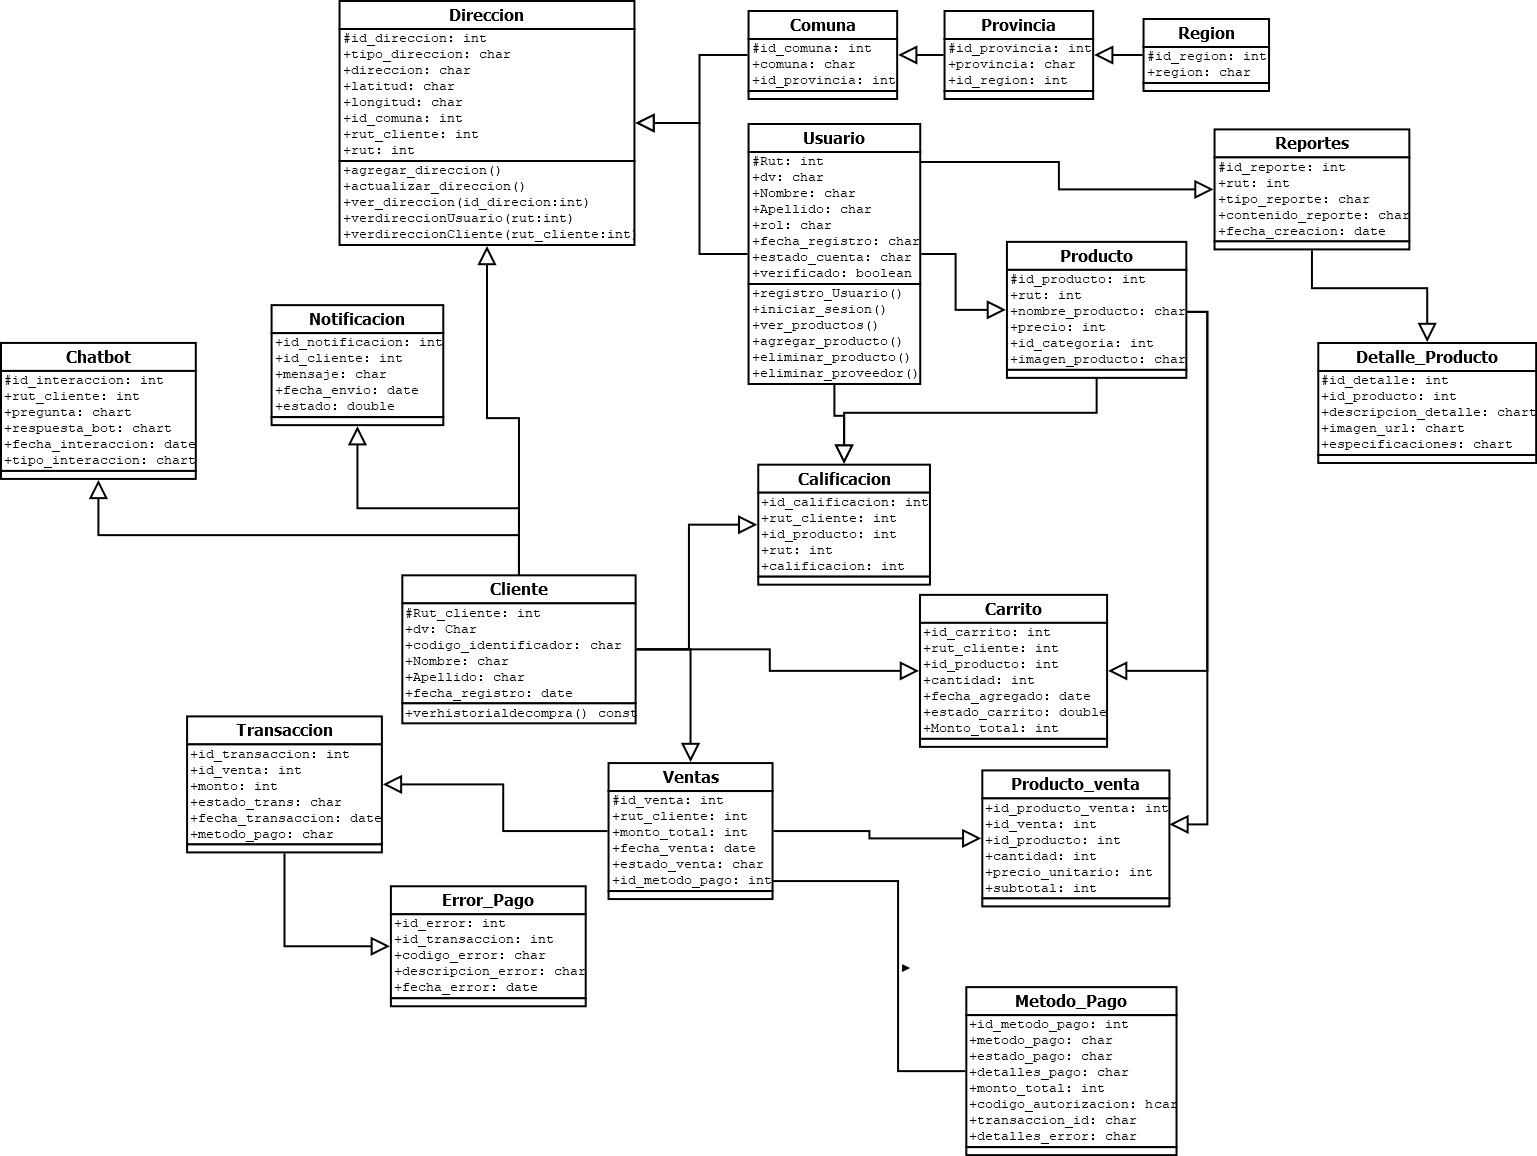 Direccion
#id_direccion: int
+tipo_direccion: char
+direccion: char
+latitud: char
+longitud: char
+id_comuna: int
+rut_cliente: int
+rut: int
+agregar_direccion()
+actualizar_direccion()
+ver_direccion(id_direcion:int)
+verdireccionUsuario(rut:int)
+verdireccionCliente(rut_cliente:int)
Comuna
#id_comuna: int
+comuna: char
+id_provincia: int
Provincia
#id_provincia: int
+provincia: char
+id_region: int
Region
#id_region: int
+region: char
Usuario
#Rut: int
+dv: char
+Nombre: char
+Apellido: char
+rol: char
+fecha_registro: char
+estado_cuenta: char
+verificado: boolean
+registro_Usuario()
+iniciar_sesion()
+ver_productos()
+agregar_producto()
+eliminar_producto()
+eliminar_proveedor()
Reportes
#id_reporte: int
+rut: int
+tipo_reporte: char
+contenido_reporte: char
+fecha_creacion: date
Producto
#id_producto: int
+rut: int
+nombre_producto: char
+precio: int
+id_categoria: int
+imagen_producto: char
Notificacion
+id_notificacion: int
+id_cliente: int
+mensaje: char
+fecha_envio: date
+estado: double
Chatbot
#id_interaccion: int
+rut_cliente: int
+pregunta: chart
+respuesta_bot: chart
+fecha_interaccion: date
+tipo_interaccion: chart
Detalle_Producto
#id_detalle: int
+id_producto: int
+descripcion_detalle: chart
+imagen_url: chart
+especificaciones: chart
Calificacion
+id_calificacion: int
+rut_cliente: int
+id_producto: int
+rut: int
+calificacion: int
Cliente
#Rut_cliente: int
+dv: Char
+codigo_identificador: char
+Nombre: char
+Apellido: char
+fecha_registro: date
+verhistorialdecompra() const
Carrito
+id_carrito: int
+rut_cliente: int
+id_producto: int
+cantidad: int
+fecha_agregado: date
+estado_carrito: double
+Monto_total: int
Transaccion
+id_transaccion: int
+id_venta: int
+monto: int
+estado_trans: char
+fecha_transaccion: date
+metodo_pago: char
Ventas
#id_venta: int
+rut_cliente: int
+monto_total: int
+fecha_venta: date
+estado_venta: char
+id_metodo_pago: int
Producto_venta
+id_producto_venta: int
+id_venta: int
+id_producto: int
+cantidad: int
+precio_unitario: int
+subtotal: int
Error_Pago
+id_error: int
+id_transaccion: int
+codigo_error: char
+descripcion_error: char
+fecha_error: date
Metodo_Pago
+id_metodo_pago: int
+metodo_pago: char
+estado_pago: char
+detalles_pago: char
+monto_total: int
+codigo_autorizacion: hcar
+transaccion_id: char
+detalles_error: char